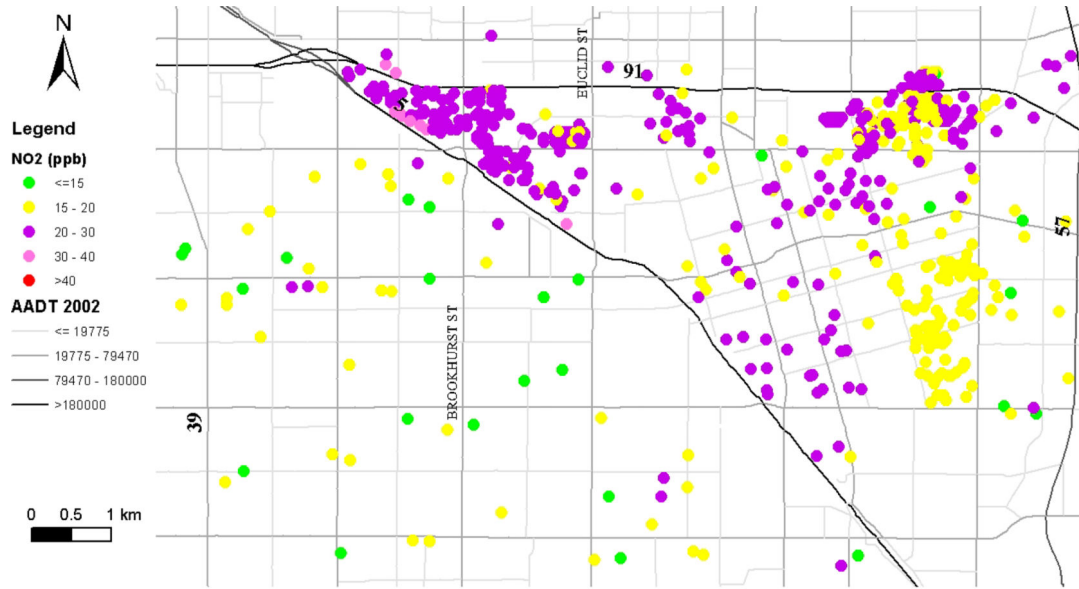 N
Legend
NO2 (ppb)
<=15
15 - 20
20 - 30
30 - 40
>40
AADT 2002
<= 19775
19775 - 79470
79470 - 180000
>180000
0 0.5 1 km
EUCLID ST
91
5
57
BROOKHURST ST
39